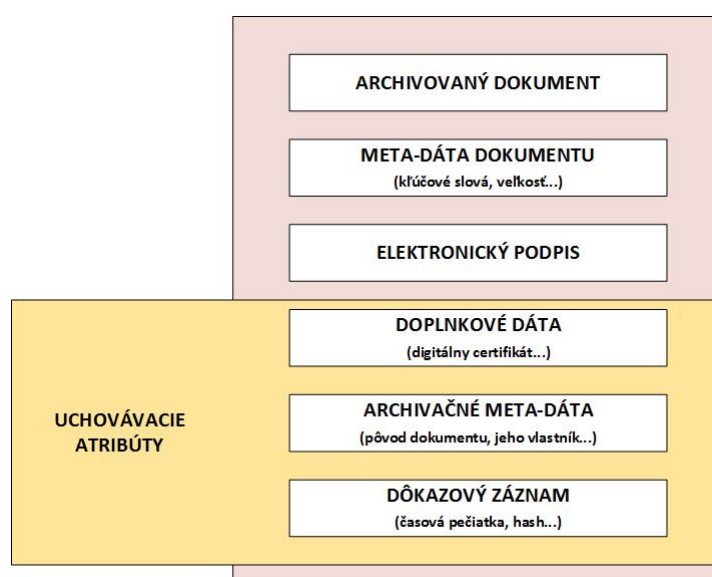 ARCHIVOVANÝ DOKUMENT
META-DÁTA DOKUMENTU
(kľúčové slová, veľkosť...)
ELEKTRONICKÝ PODPIS
DOPLNKOVÉ DÁTA
(digitálny certifikát...)
UCHOVÁVACIE
ATRIBÚTY
ARCHIVAČNÉ META-DÁTA
(pôvod dokumentu, jeho vlastník...)
DÔKAZOVÝ ZÁZNAM
(časová pečiatka, hash...)